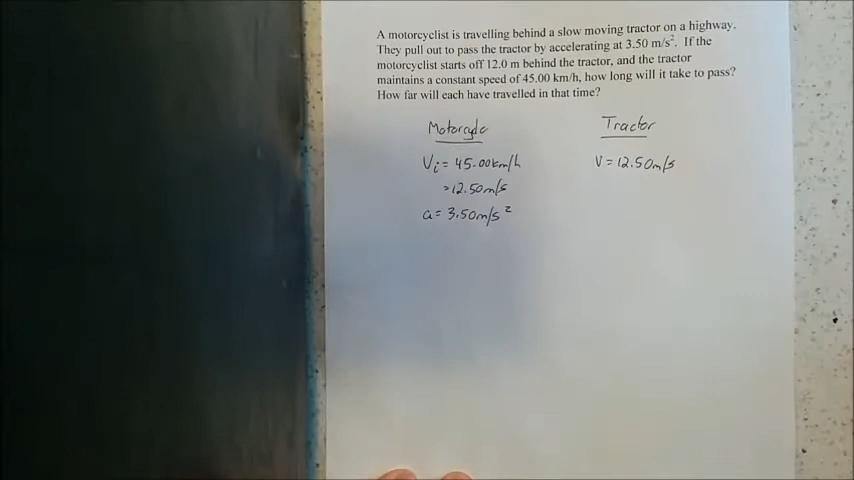 A motorcyclist is travelling behind a slow moving tractor on a highway.
They pull out to pass the tractor by accelerating at 3.50 m/s². If the
motorcyclist starts off 12.0 m behind the tractor, and the tractor
maintains a constant speed of 45.00 km/h, how long will it take to pass?
How far will each have travelled in that time?
Motorcycle
Tractor
Vi = 45.00km/h
V = 12.50m/s
=12.50m/s
a = 3.50m/s²